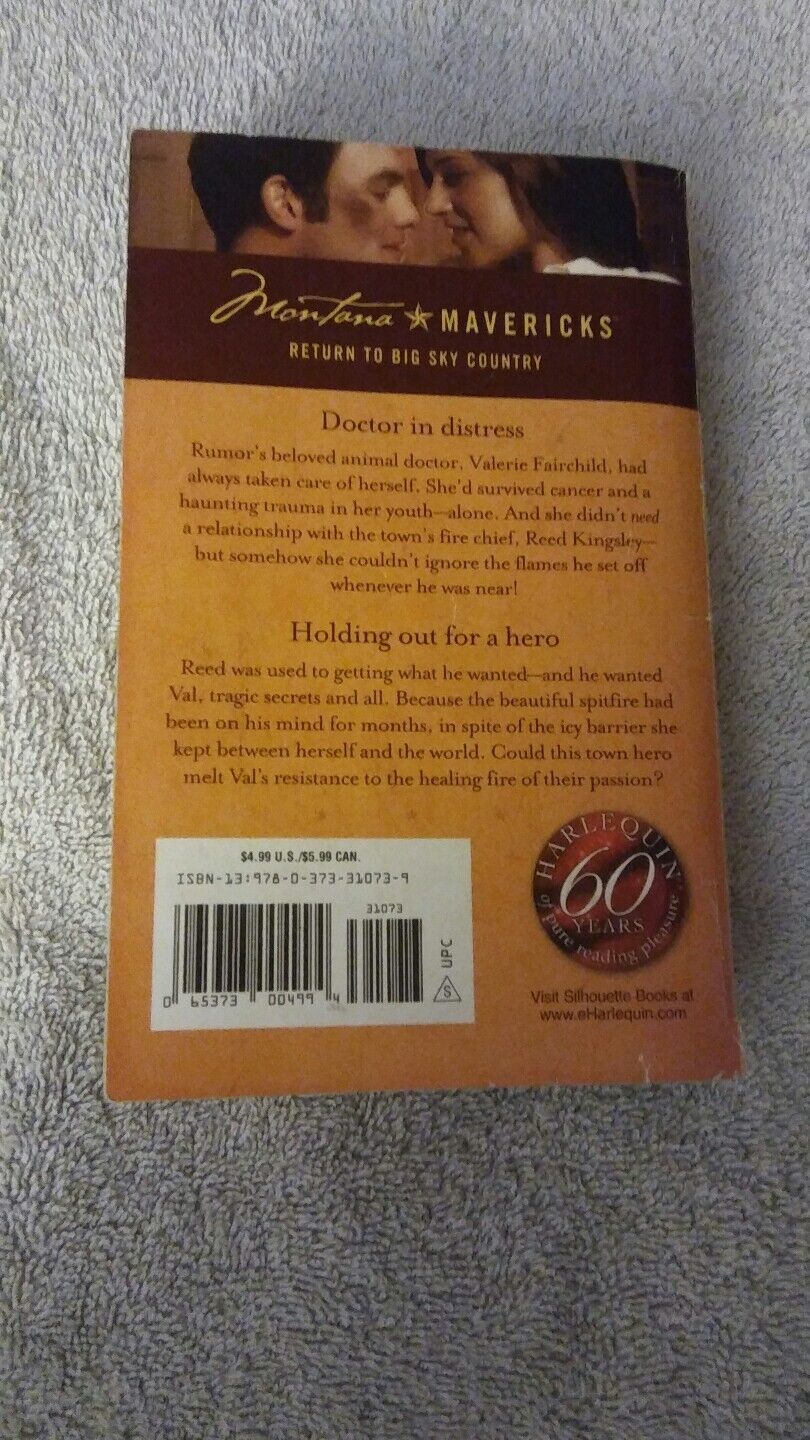 Montana ★ MAVERICKS
RETURN TO BIG SKY COUNTRY
Doctor in distress
Rumor's beloved animal doctor, Valerie Fairchild, had
always taken care of herself. She'd survived cancer and a
haunting trauma in her youth—alone. And she didn't need
a relationship with the town's fire chief, Reed Kingsley—
but somehow she couldn't ignore the flames he set off
whenever he was near!
Holding out for a hero
Reed was used to getting what he wanted—and he wanted
Val, tragic secrets and all. Because the beautiful spitfire had
been on his mind for months, in spite of the icy barrier she
kept between herself and the world. Could this town hero
melt Val's resistance to the healing fire of their passion?
$4.99 U.S./$5.99 CAN.
ISBN-13:978-0-373-31073-9
31073
0 65373 00499 4
S UPC
HARLEQUIN
60
YEARS
of pure reading pleasure
Visit Silhouette Books at
www.eHarlequin.com